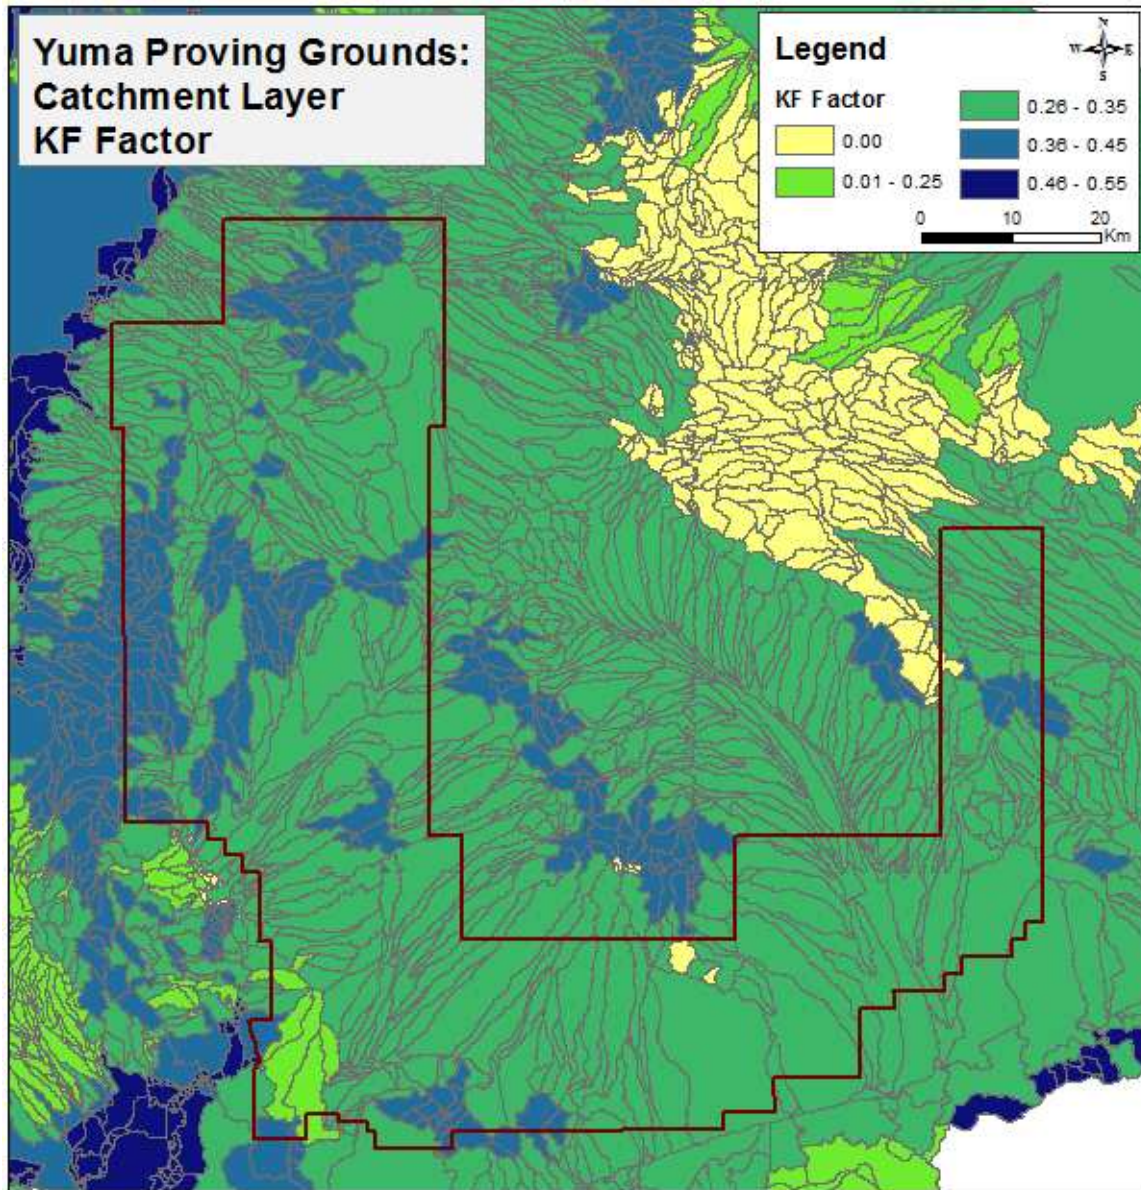 Yuma Proving Grounds:
Catchment Layer
KF Factor
Legend
N
W E
S
KF Factor
0.00
0.01 - 0.25
0.26 - 0.35
0.36 - 0.45
0.46 - 0.55
0 10 20
Km